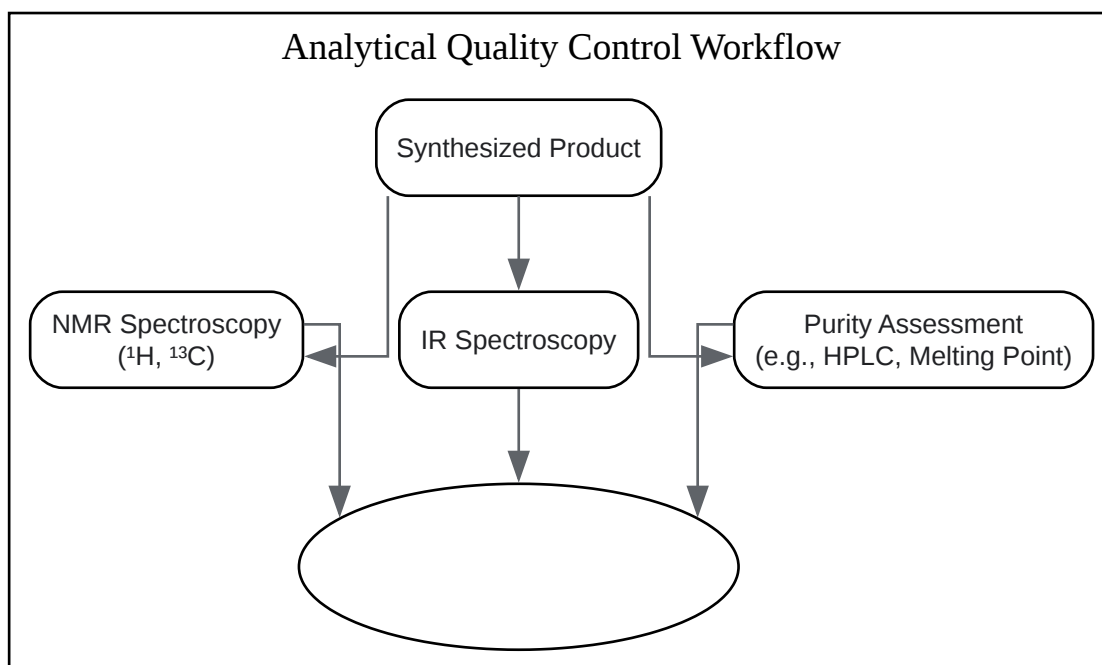 Analytical Quality Control Workflow
Synthesized Product
NMR Spectroscopy
(¹H, ¹³C)
IR Spectroscopy
Purity Assessment
(e.g., HPLC, Melting Point)